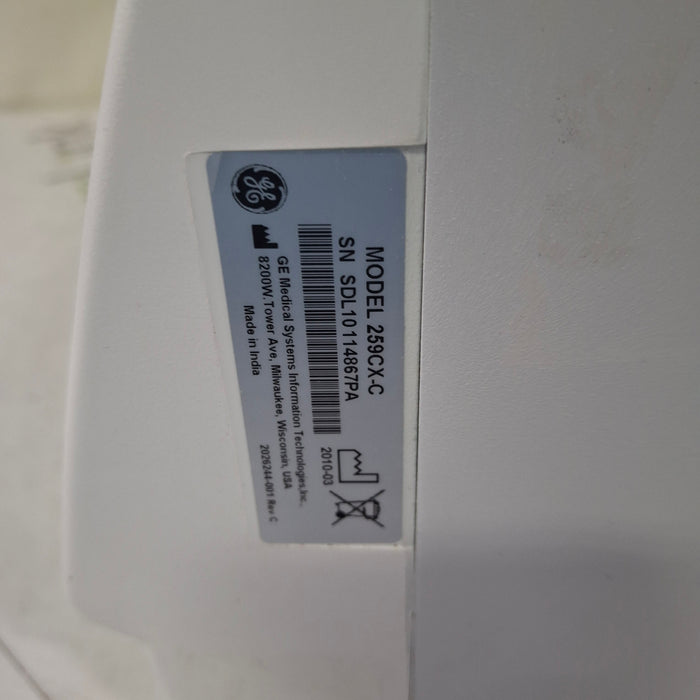 GE
MODEL 259CX-C
SN SDL10114867PA
GE Medical Systems Information Technologies,Inc.,
8200W.Tower Ave, Milwaukee, Wisconsin, USA
Made in India
2010-03
2026244-001 Rev C